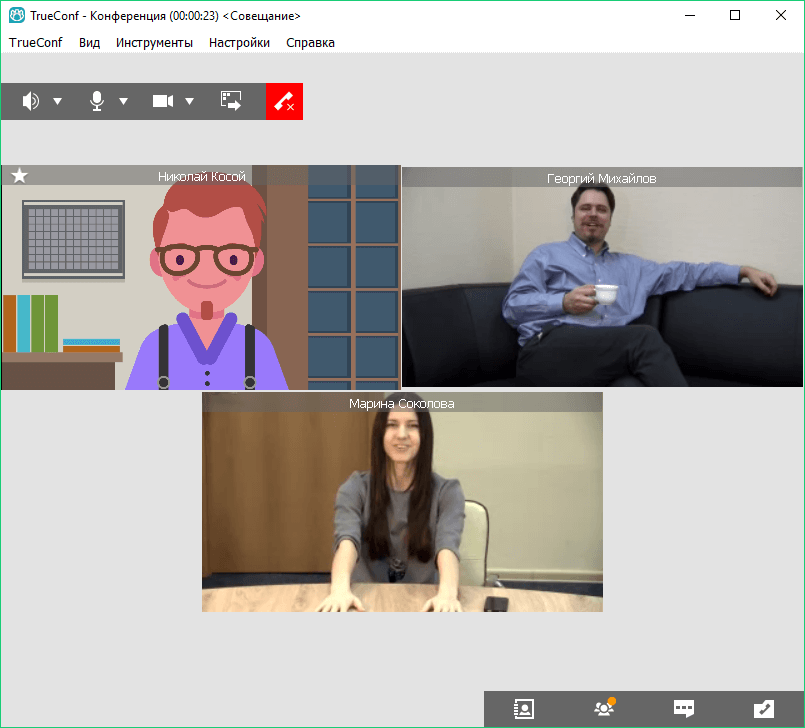 TrueConf - Конференция (00:00:23) <Совещание>
TrueConf Вид Инструменты Настройки Справка
Николай Косой
Георгий Михайлов
Марина Соколова